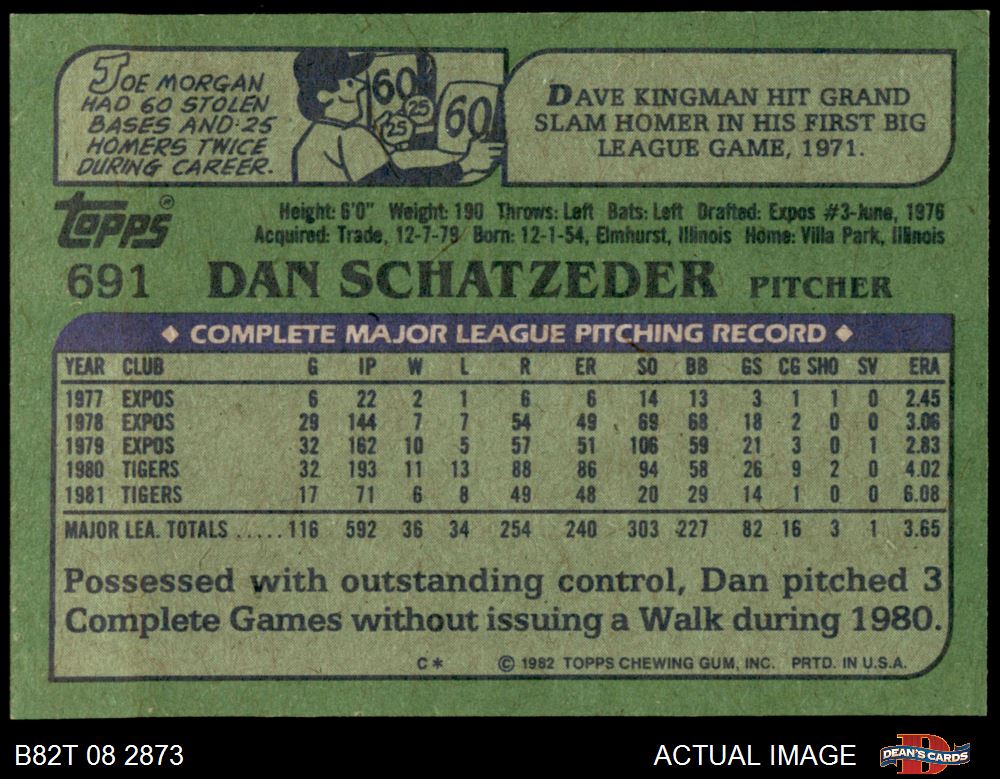 JOE MORGAN
HAD 60 STOLEN
BASES AND 25
HOMERS TWICE
DURING CAREER.
60
25
25
60
DAVE KINGMAN HIT GRAND
SLAM HOMER IN HIS FIRST BIG
LEAGUE GAME, 1971.
TOPPS®
Height: 6'0" Weight: 190 Throws: Left Bats: Left Drafted: Expos #3-June, 1976
Acquired: Trade, 12-7-79 Born: 12-1-54, Elmhurst, Illinois Home: Villa Park, Illinois
691 DAN SCHATZEDER PITCHER
◆ COMPLETE MAJOR LEAGUE PITCHING RECORD ◆
YEAR CLUB G IP W L R ER SO BB GS CG SHO SV ERA
1977 EXPOS 6 22 2 1 6 6 14 13 3 1 1 0 2.45
1978 EXPOS 29 144 7 7 54 49 69 68 18 2 0 0 3.06
1979 EXPOS 32 162 10 5 57 51 106 59 21 3 0 1 2.83
1980 TIGERS 32 193 11 13 88 86 94 58 26 9 2 0 4.02
1981 TIGERS 17 71 6 8 49 48 20 29 14 1 0 0 6.08
MAJOR LEA. TOTALS ..... 116 592 36 34 254 240 303 227 82 16 3 1 3.65
Possessed with outstanding control, Dan pitched 3
Complete Games without issuing a Walk during 1980.
C* © 1982 TOPPS CHEWING GUM, INC. PRTD. IN U.S.A.
B82T 08 2873 ACTUAL IMAGE DEAN'S CARDS